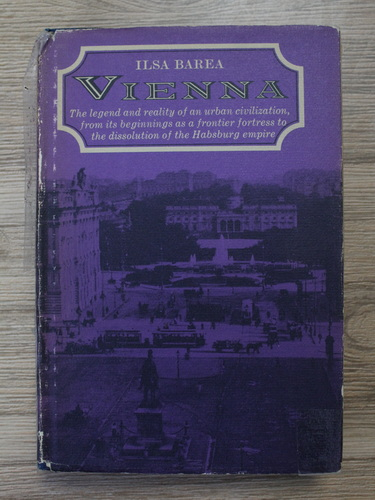 ILSA BAREA
VIENNA
The legend and reality of an urban civilization,
from its beginnings as a frontier fortress to
the dissolution of the Habsburg empire